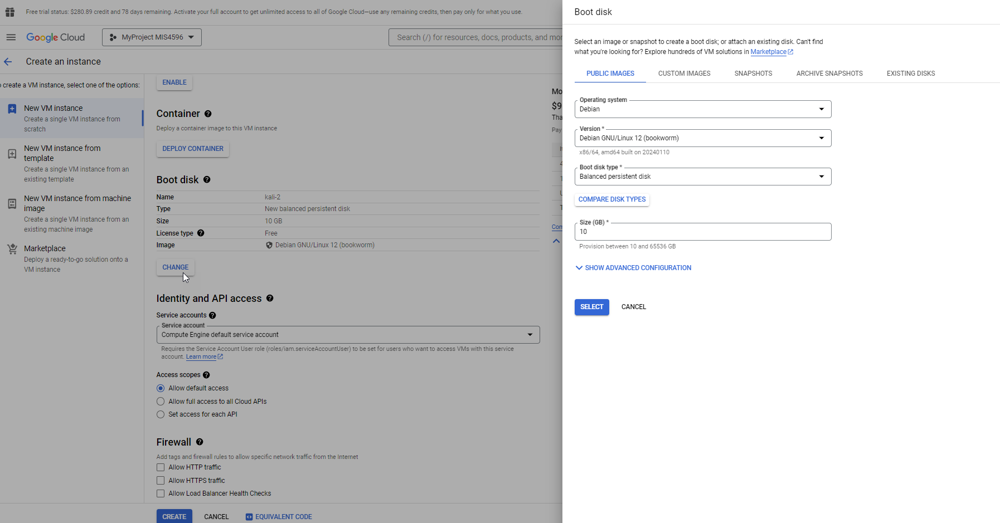 Free trial status: $280.89 credit and 78 days remaining. Activate your full account to get unlimited access to all of Google Cloud—use any remaining credits, then pay only for what you use.
Google Cloud
MyProject MIS4596
Search (/) for resources, docs, products, and mor
Create an instance
create a VM instance, select one of the options:
New VM instance
Create a single VM instance from
scratch
New VM instance from
template
Create a single VM instance from an
existing template
New VM instance from machine
image
Create a single VM instance from an
existing machine image
Marketplace
Deploy a ready-to-go solution onto a
VM instance
ENABLE
Container
Deploy a container image to this VM instance
DEPLOY CONTAINER
Boot disk
Name kali-2
Type New balanced persistent disk
Size 10 GB
License type Free
Image Debian GNU/Linux 12 (bookworm)
CHANGE
Identity and API access
Service accounts
Service account
Compute Engine default service account
Requires the Service Account User role (roles/iam.serviceAccountUser) to be set for users who want to access VMs with this service
account. Learn more
Access scopes
Allow default access
Allow full access to all Cloud APIs
Set access for each API
Firewall
Add tags and firewall rules to allow specific network traffic from the Internet
Allow HTTP traffic
Allow HTTPS traffic
Allow Load Balancer Health Checks
CREATE
CANCEL
EQUIVALENT CODE
Mo
$9
Tha
Pay
Com
Boot disk
Select an image or snapshot to create a boot disk; or attach an existing disk. Can't find
what you're looking for? Explore hundreds of VM solutions in Marketplace
PUBLIC IMAGES
CUSTOM IMAGES
SNAPSHOTS
ARCHIVE SNAPSHOTS
EXISTING DISKS
Operating system
Debian
Version *
Debian GNU/Linux 12 (bookworm)
x86/64, amd64 built on 20240110
Boot disk type *
Balanced persistent disk
COMPARE DISK TYPES
Size (GB) *
10
Provision between 10 and 65536 GB
SHOW ADVANCED CONFIGURATION
SELECT
CANCEL